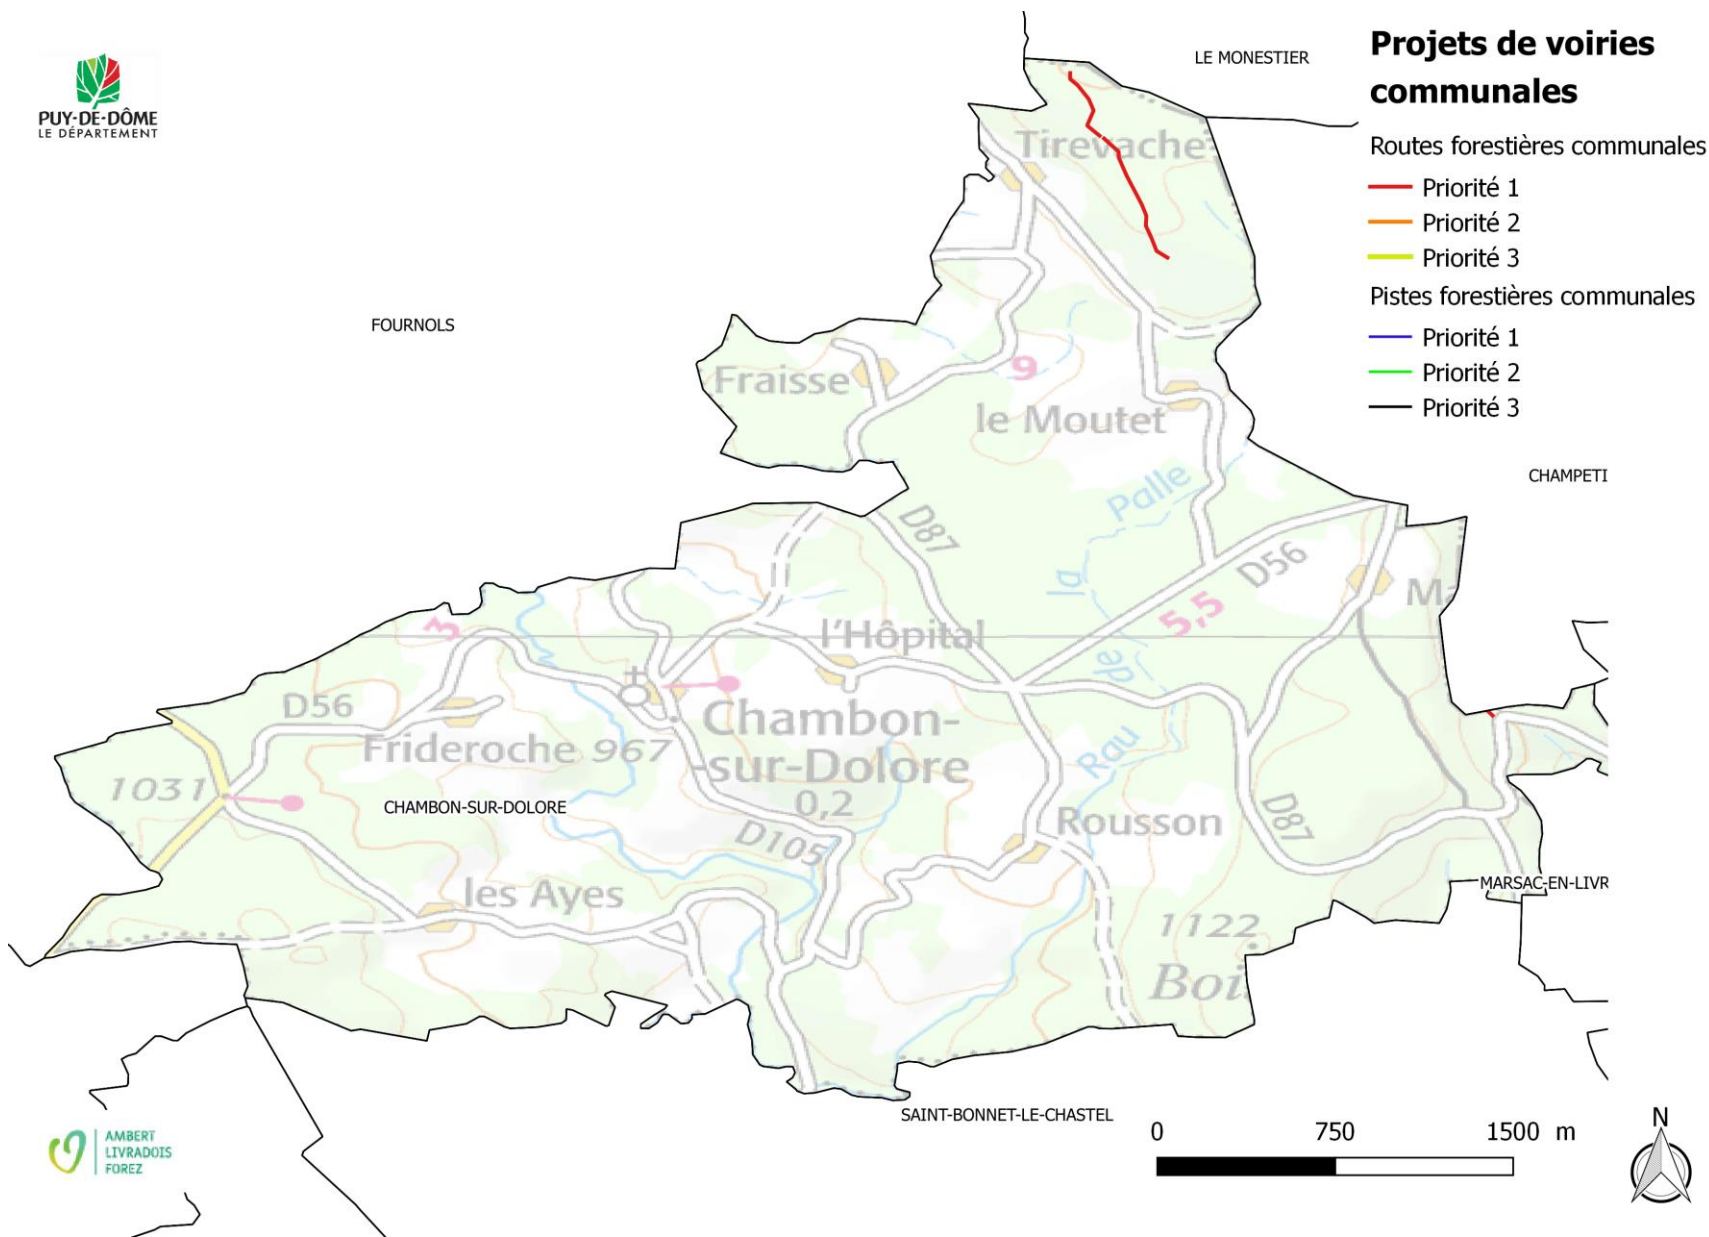 PUY-DE-DÔME
LE DÉPARTEMENT
LE MONESTIER
Projets de voiries
communales
Routes forestières communales
Priorité 1
Priorité 2
Priorité 3
Pistes forestières communales
Priorité 1
Priorité 2
Priorité 3
Tirevache
FOURNOLS
Fraisse
9
le Moutet
CHAMPETI
Palle
la
de
Rau
D87
D56
5,5
Ma
3
l'Hôpital
D56
Chambon-
-sur-Dolore
0,2
Frideroche 967
1031
CHAMBON-SUR-DOLORE
D105
Rousson
D87
les Ayes
MARSAC-EN-LIVR
1122
Boi
SAINT-BONNET-LE-CHASTEL
AMBERT
LIVRADOIS
FOREZ
0 750 1500 m
N